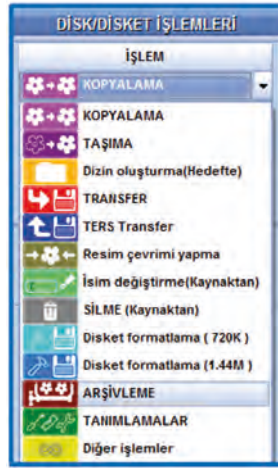 DİSK/DİSKET İŞLEMLERİ
İŞLEM
KOPYALAMA
KOPYALAMA
TAŞIMA
Dizin oluşturma(Hedefte)
TRANSFER
TERS Transfer
Resim çevrimi yapma
İsim değiştirme(Kaynaktan)
SİLME (Kaynaktan)
Disket formatlama ( 720K )
Disket formatlama (1.44M )
ARŞİVLEME
TANIMLAMALAR
Diğer işlemler